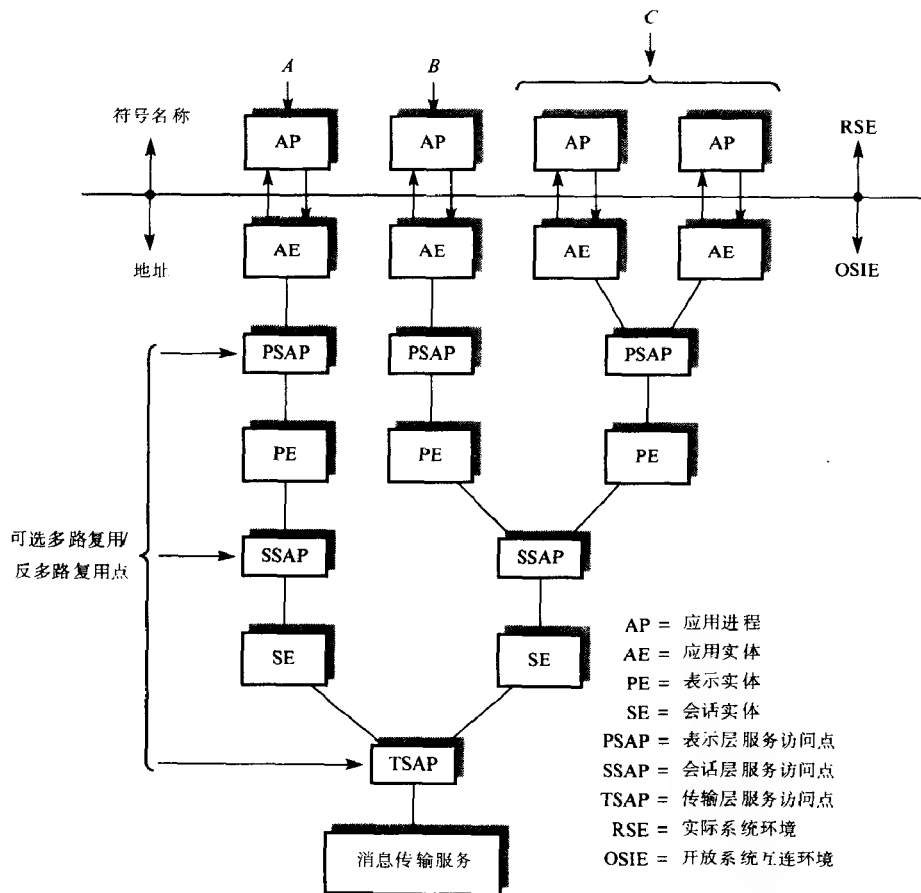 C
A
B
符号名称
AP
AP
AP
AP
RSE
地址
AE
AE
AE
AE
OSIE
PSAP
PSAP
PSAP
PE
PE
PE
可选多路复用/
反多路复用点
SSAP
SSAP
SE
SE
TSAP
消息传输服务
AP = 应用进程
AE = 应用实体
PE = 表示实体
SE = 会话实体
PSAP = 表示层服务访问点
SSAP = 会话层服务访问点
TSAP = 传输层服务访问点
RSE = 实际系统环境
OSIE = 开放系统互连环境